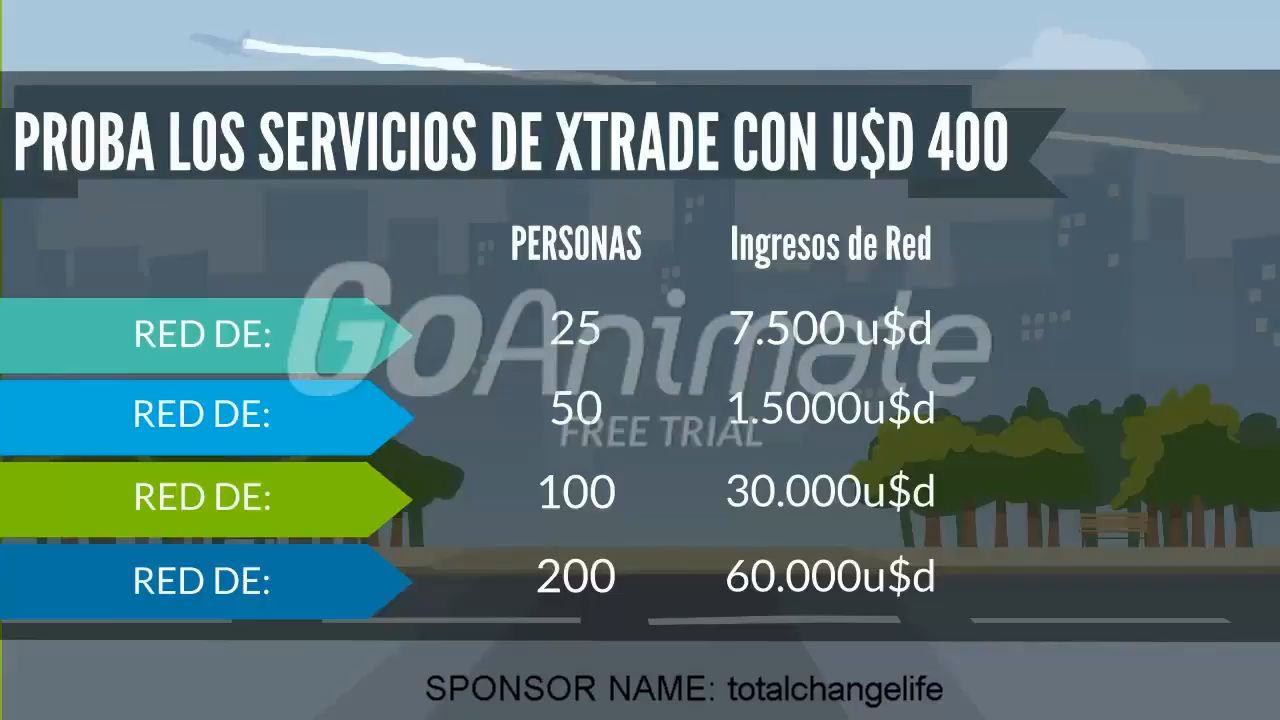 PROBA LOS SERVICIOS DE XTRADE CON U$D 400
PERSONAS Ingresos de Red
RED DE: 25 7.500 u$d
RED DE: 50 1.5000u$d
RED DE: 100 30.000u$d
RED DE: 200 60.000u$d
GoAnimate
FREE TRIAL
SPONSOR NAME: totalchangelife